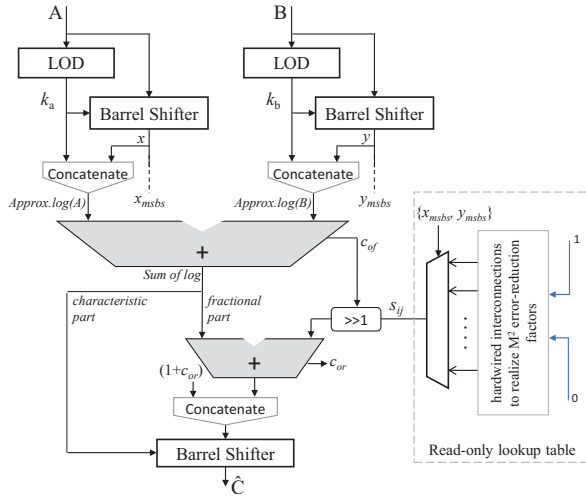 A
B
LOD
LOD
kₐ
k_b
Barrel Shifter
Barrel Shifter
x
y
Concatenate
Concatenate
Approx.log(A)
x_msbs
Approx.log(B)
y_msbs
{x_msbs, y_msbs}
+
c_of
1
Sum of log
characteristic part
fractional part
>>1
s_ij
hardwired interconnections to realize M² error-reduction factors
+
c_or
(1+c_or)
0
Concatenate
Barrel Shifter
Read-only lookup table
Ĉ